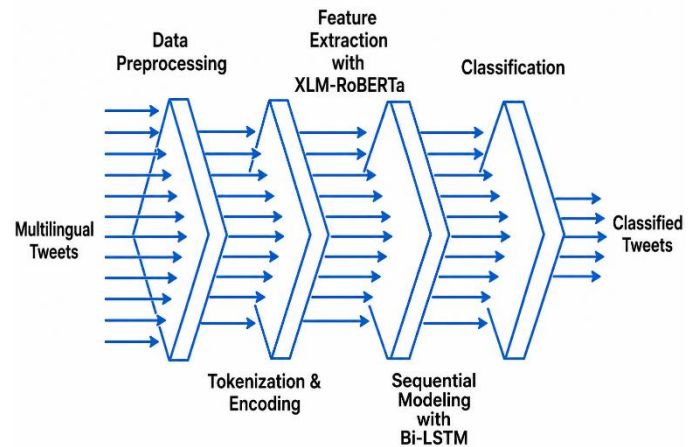 Data
Preprocessing
Feature
Extraction
with
XLM-RoBERTa
Classification
Multilingual
Tweets
Classified
Tweets
Tokenization &
Encoding
Sequential
Modeling
with
Bi-LSTM